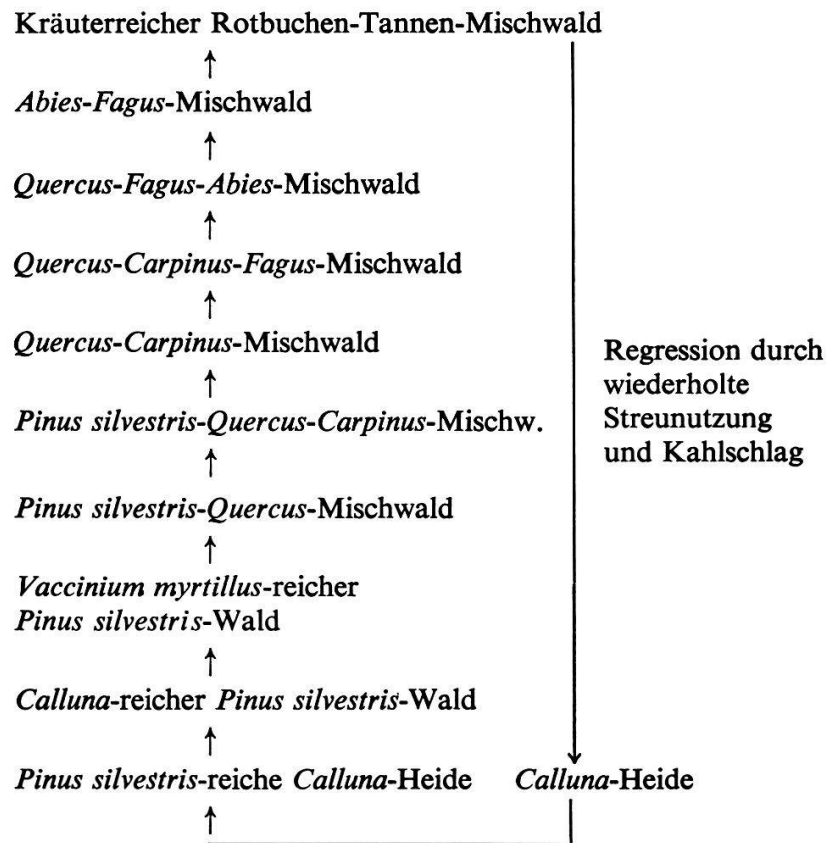 Kräuterreicher Rotbuchen-Tannen-Mischwald
↑
Abies-Fagus-Mischwald
↑
Quercus-Fagus-Abies-Mischwald
↑
Quercus-Carpinus-Fagus-Mischwald
↑
Quercus-Carpinus-Mischwald
↑
Pinus silvestris-Quercus-Carpinus-Mischw.
↑
Pinus silvestris-Quercus-Mischwald
↑
Vaccinium myrtillus-reicher
Pinus silvestris-Wald
↑
Calluna-reicher Pinus silvestris-Wald
↑
Pinus silvestris-reiche Calluna-Heide
↑
Regression durch
wiederholte
Streunutzung
und Kahlschlag
Calluna-Heide